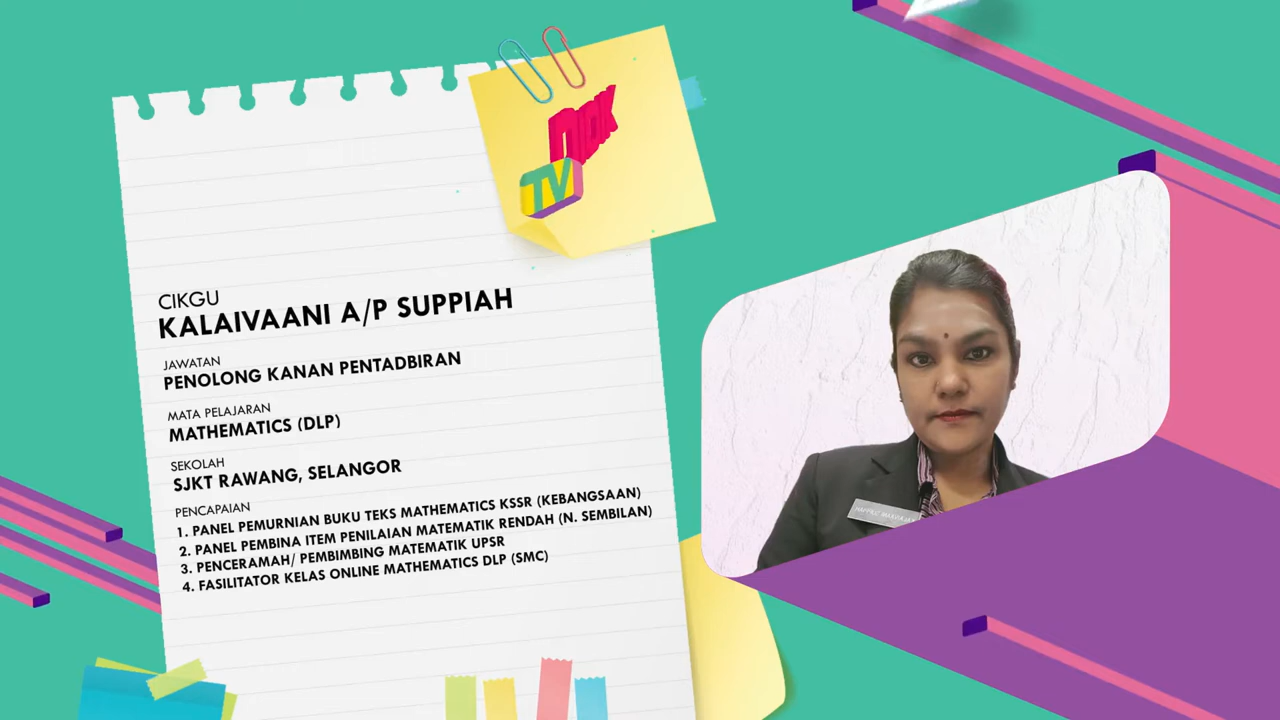 DIDIK
TV
CIKGU
KALAIVAANI A/P SUPPIAH
JAWATAN
PENOLONG KANAN PENTADBIRAN
MATA PELAJARAN
MATHEMATICS (DLP)
SEKOLAH
SJKT RAWANG, SELANGOR
PENCAPAIAN
1. PANEL PEMURNIAN BUKU TEKS MATHEMATICS KSSR (KEBANGSAAN)
2. PANEL PEMBINA ITEM PENILAIAN MATEMATIK RENDAH (N. SEMBILAN)
3. PENCERAMAH/ PEMBIMBING MATEMATIK UPSR
4. FASILITATOR KELAS ONLINE MATHEMATICS DLP (SMC)